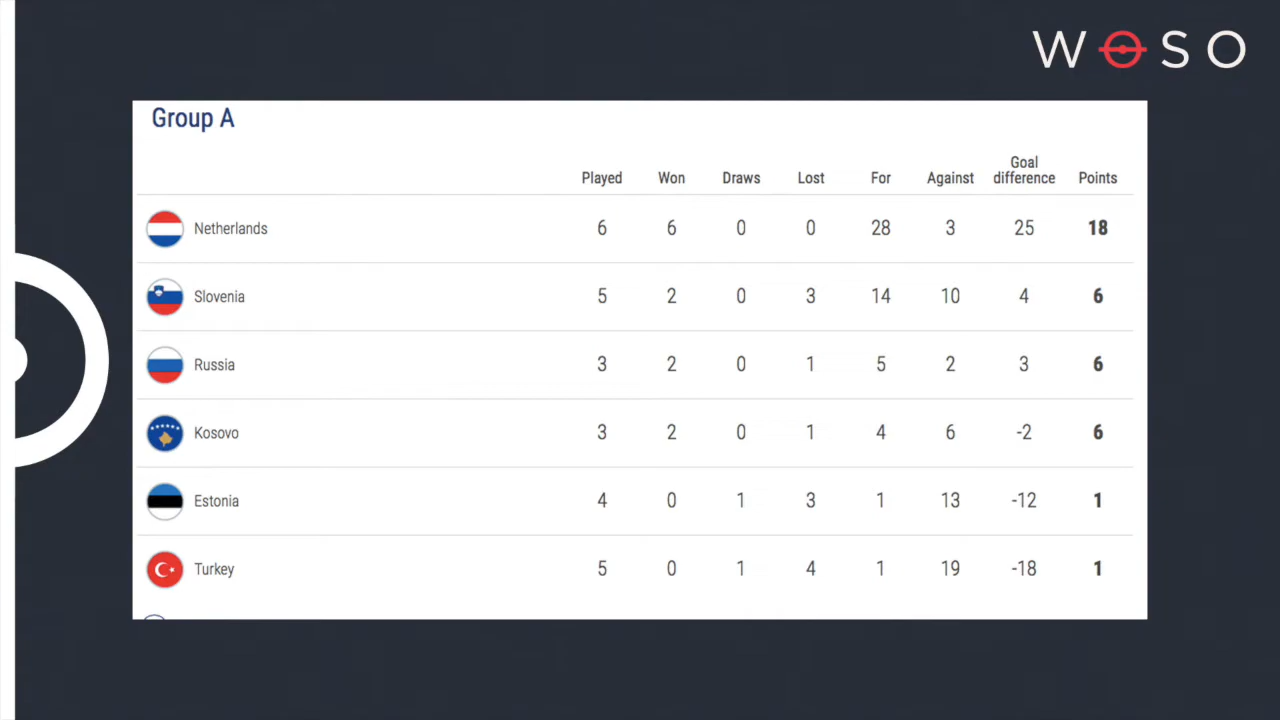 WOSO
Group A
Played Won Draws Lost For Against Goal difference Points
Netherlands 6 6 0 0 28 3 25 18
Slovenia 5 2 0 3 14 10 4 6
Russia 3 2 0 1 5 2 3 6
Kosovo 3 2 0 1 4 6 -2 6
Estonia 4 0 1 3 1 13 -12 1
Turkey 5 0 1 4 1 19 -18 1